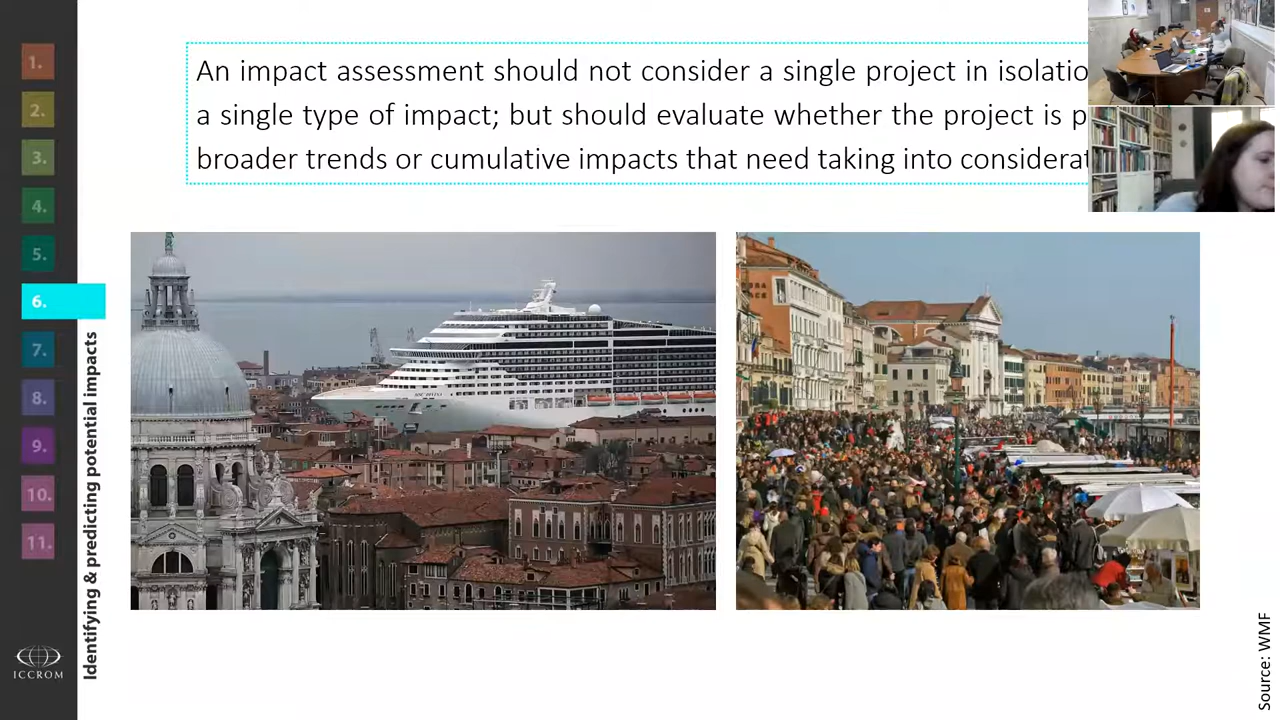 An impact assessment should not consider a single project in
a single type of impact; but should evaluate whether the project is
broader trends or cumulative impacts that need taking into
1.
2.
3.
4.
5.
6.
7.
8.
9.
10.
11.
Identifying & predicting potential impacts
ICCROM
Source: WMF